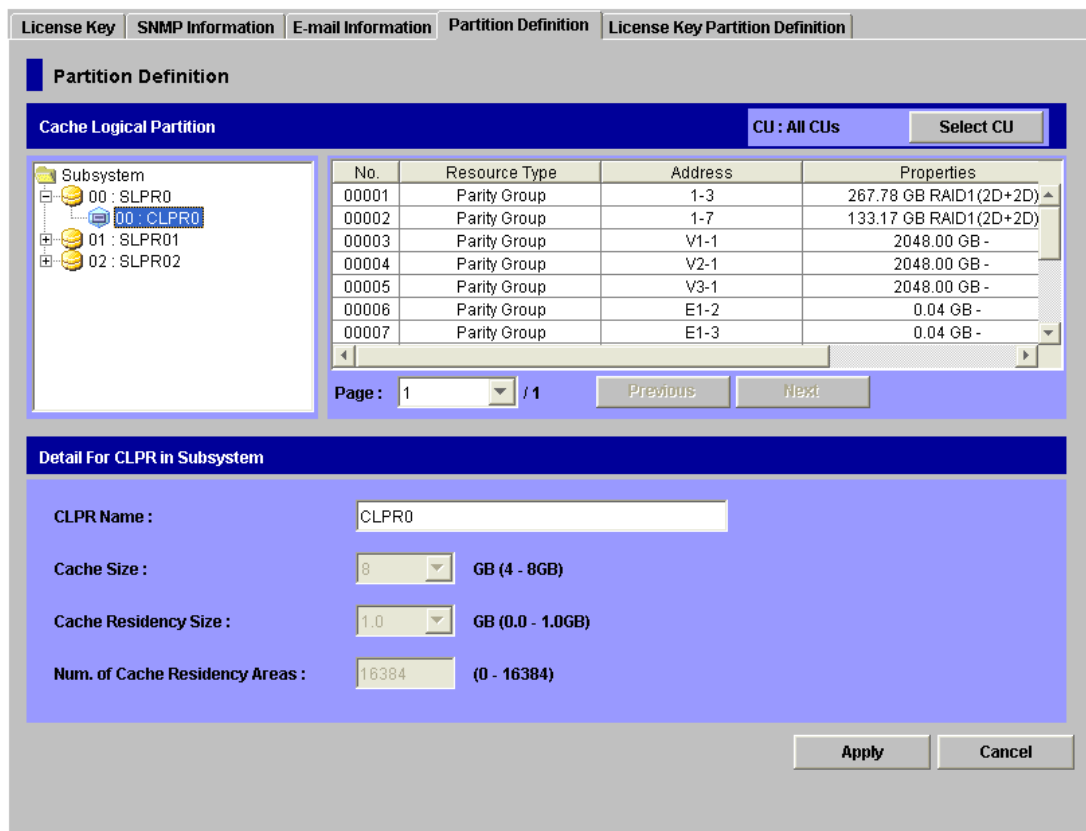 License Key SNMP Information E-mail Information Partition Definition License Key Partition Definition
Partition Definition
Cache Logical Partition CU : All CUs Select CU
Subsystem
00 : SLPR0
00 : CLPR0
01 : SLPR01
02 : SLPR02
No. Resource Type Address Properties
00001 Parity Group 1-3 267.78 GB RAID1(2D+2D)
00002 Parity Group 1-7 133.17 GB RAID1(2D+2D)
00003 Parity Group V1-1 2048.00 GB -
00004 Parity Group V2-1 2048.00 GB -
00005 Parity Group V3-1 2048.00 GB -
00006 Parity Group E1-2 0.04 GB -
00007 Parity Group E1-3 0.04 GB -
Page : 1 / 1 Previous Next
Detail For CLPR in Subsystem
CLPR Name : CLPR0
Cache Size : 8 GB (4 - 8GB)
Cache Residency Size : 1.0 GB (0.0 - 1.0GB)
Num. of Cache Residency Areas : 16384 (0 - 16384)
Apply Cancel